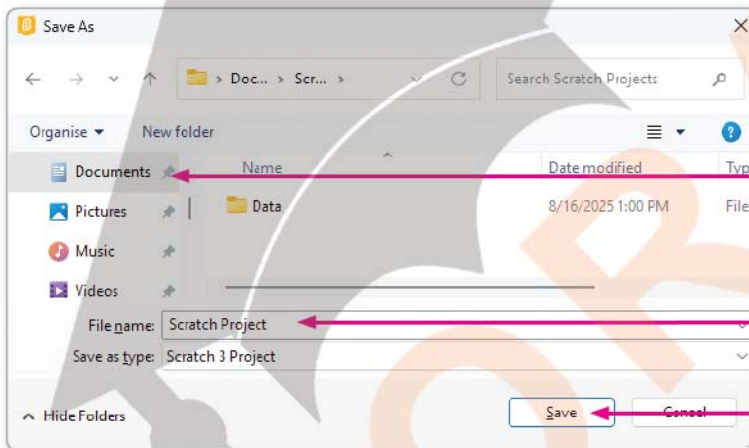 Save As
Doc... › Scr... ›
Search Scratch Projects
Organise
New folder
Documents
Name
Date modified
Typ
Pictures
Data
8/16/2025 1:00 PM
File
Music
Videos
File name: Scratch Project
Save as type: Scratch 3 Project
Hide Folders
Save
Cancel